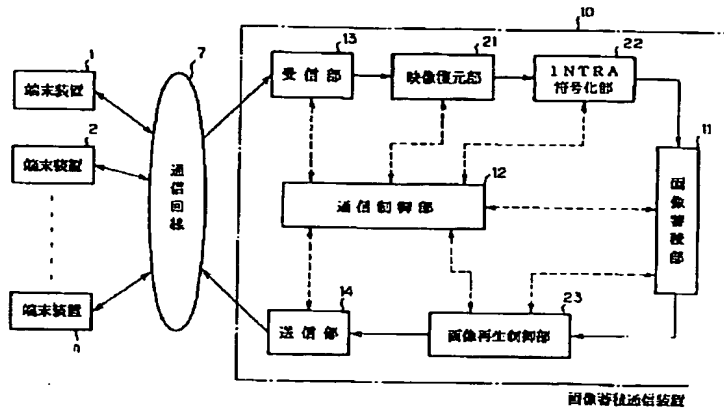 10
13
受信部
21
映像復元部
22
INTRA
符号化部
1
端末装置
7
通信回線
2
端末装置
11
画像蓄積部
12
通信制御部
14
送信部
23
画像再生制御部
端末装置
n
画像蓄積通信装置